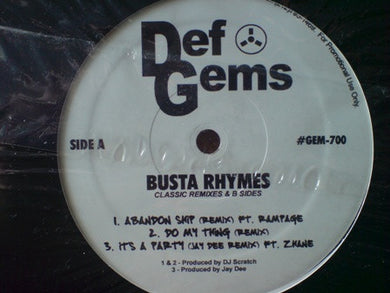 For Promotional Use Only.
Def
Gems
SIDE A
#GEM-700
BUSTA RHYMES
CLASSIC REMIXES & B SIDES
1. ABANDON SHIP (REMIX) FT. RAMPAGE
2. DO MY THING (REMIX)
3. IT'S A PARTY (JAY DEE REMIX) FT. ZHANE
1 & 2 - Produced by DJ Scratch
3 - Produced by Jay Dee